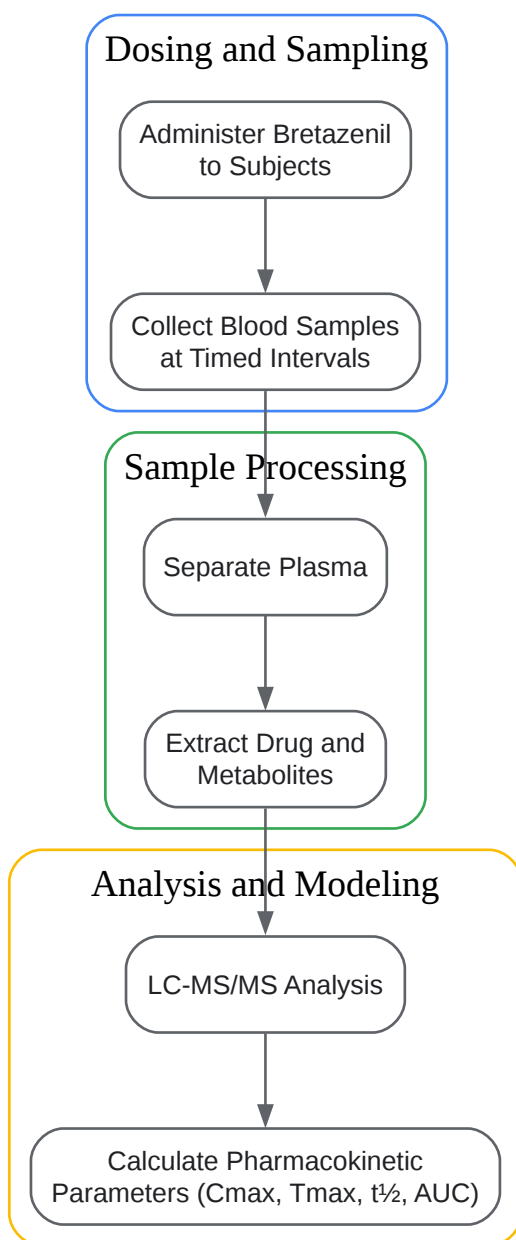 Dosing and Sampling
Administer Bretazenil
to Subjects
Collect Blood Samples
at Timed Intervals
Sample Processing
Separate Plasma
Extract Drug and
Metabolites
Analysis and Modeling
LC-MS/MS Analysis
Calculate Pharmacokinetic
Parameters (Cmax, Tmax, t½, AUC)